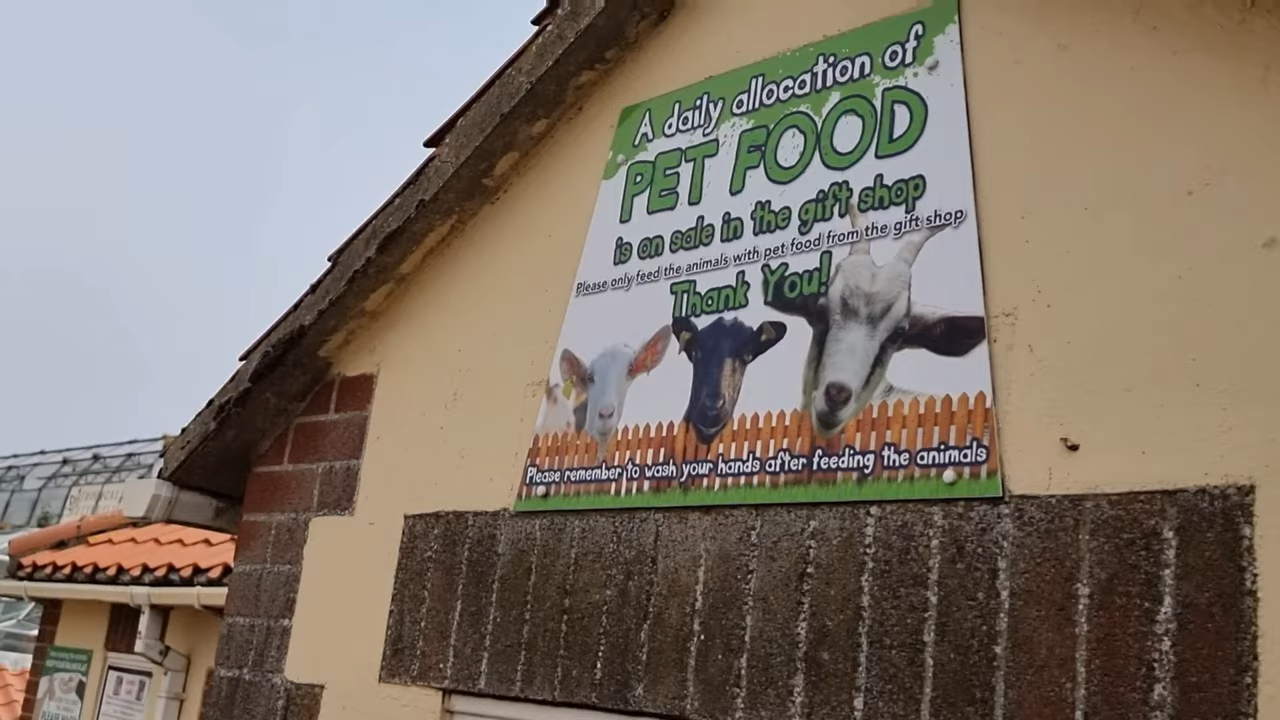 A daily allocation of
PET FOOD
is on sale in the gift shop
Please only feed the animals with pet food from the gift shop
Thank You!
Please remember to wash your hands after feeding the animals